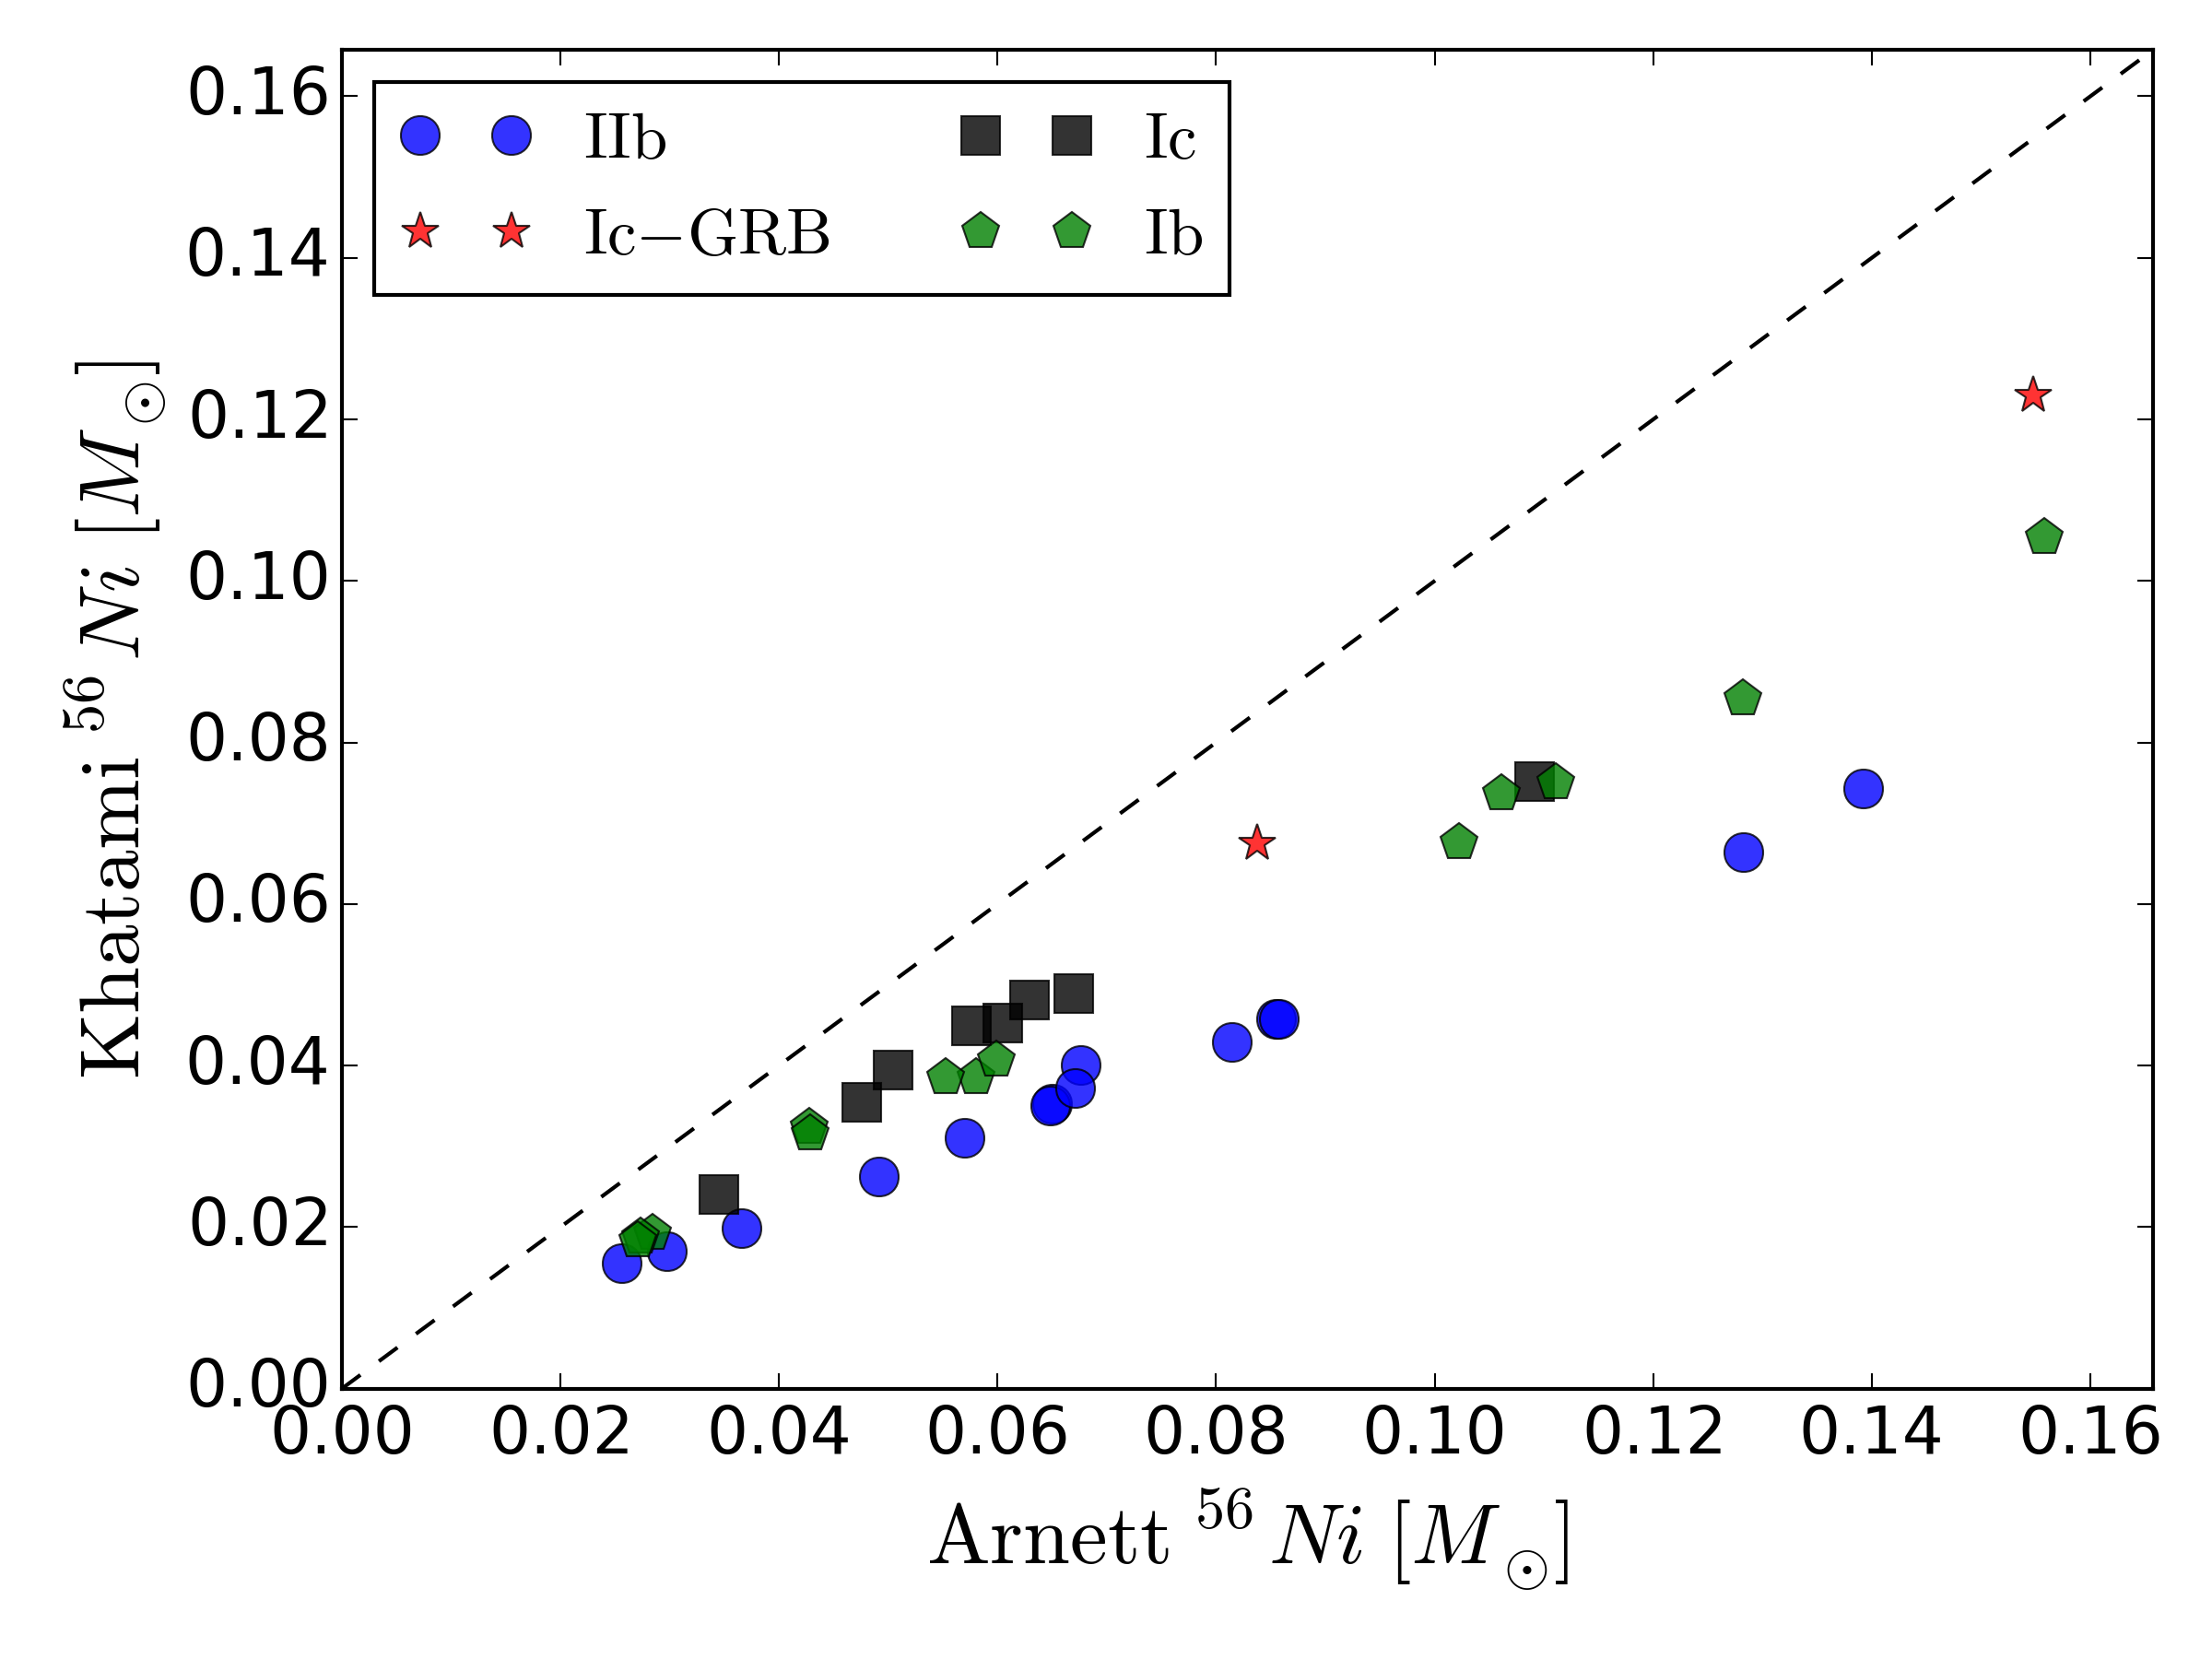 0.16
0.14
0.12
0.10
0.08
0.06
0.04
0.02
0.00
Khatami ⁵⁶Ni [M☉]
IIb
Ic
Ic−GRB
Ib
0.00 0.02 0.04 0.06 0.08 0.10 0.12 0.14 0.16
Arnett ⁵⁶Ni [M☉]